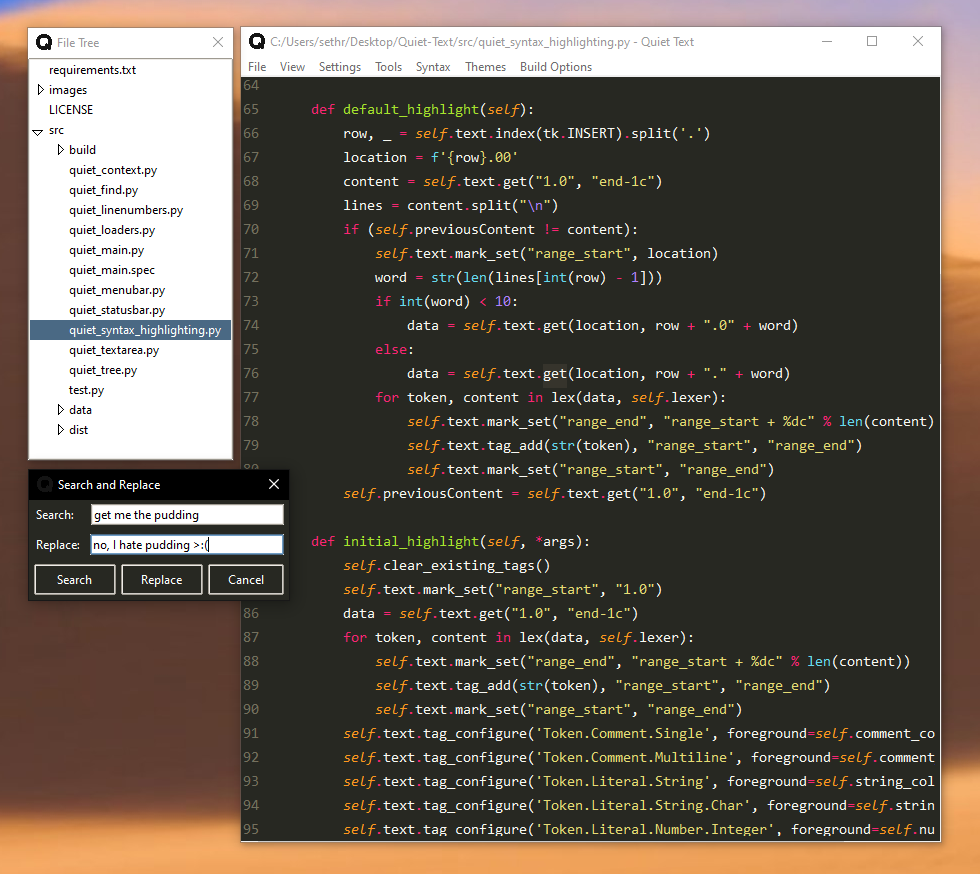 File Tree
requirements.txt
images
LICENSE
src
build
quiet_context.py
quiet_find.py
quiet_linenumbers.py
quiet_loaders.py
quiet_main.py
quiet_main.spec
quiet_menubar.py
quiet_statusbar.py
quiet_syntax_highlighting.py
quiet_textarea.py
quiet_tree.py
test.py
data
dist
Search and Replace
Search: get me the pudding
Replace: no, I hate pudding >:(
Search Replace Cancel
C:/Users/sethr/Desktop/Quiet-Text/src/quiet_syntax_highlighting.py - Quiet Text
File View Settings Tools Syntax Themes Build Options
64
65 def default_highlight(self):
66 row, _ = self.text.index(tk.INSERT).split('.')
67 location = f'{row}.00'
68 content = self.text.get("1.0", "end-1c")
69 lines = content.split("\n")
70 if (self.previousContent != content):
71 self.text.mark_set("range_start", location)
72 word = str(len(lines[int(row) - 1]))
73 if int(word) < 10:
74 data = self.text.get(location, row + ".0" + word)
75 else:
76 data = self.text.get(location, row + "." + word)
77 for token, content in lex(data, self.lexer):
78 self.text.mark_set("range_end", "range_start + %dc" % len(content)
79 self.text.tag_add(str(token), "range_start", "range_end")
80 self.text.mark_set("range_start", "range_end")
self.previousContent = self.text.get("1.0", "end-1c")
def initial_highlight(self, *args):
self.clear_existing_tags()
self.text.mark_set("range_start", "1.0")
86 data = self.text.get("1.0", "end-1c")
87 for token, content in lex(data, self.lexer):
88 self.text.mark_set("range_end", "range_start + %dc" % len(content))
89 self.text.tag_add(str(token), "range_start", "range_end")
90 self.text.mark_set("range_start", "range_end")
91 self.text.tag_configure('Token.Comment.Single', foreground=self.comment_co
92 self.text.tag_configure('Token.Comment.Multiline', foreground=self.comment
93 self.text.tag_configure('Token.Literal.String', foreground=self.string_col
94 self.text.tag_configure('Token.Literal.String.Char', foreground=self.strin
95 self.text.tag_configure('Token.Literal.Number.Integer', foreground=self.nu